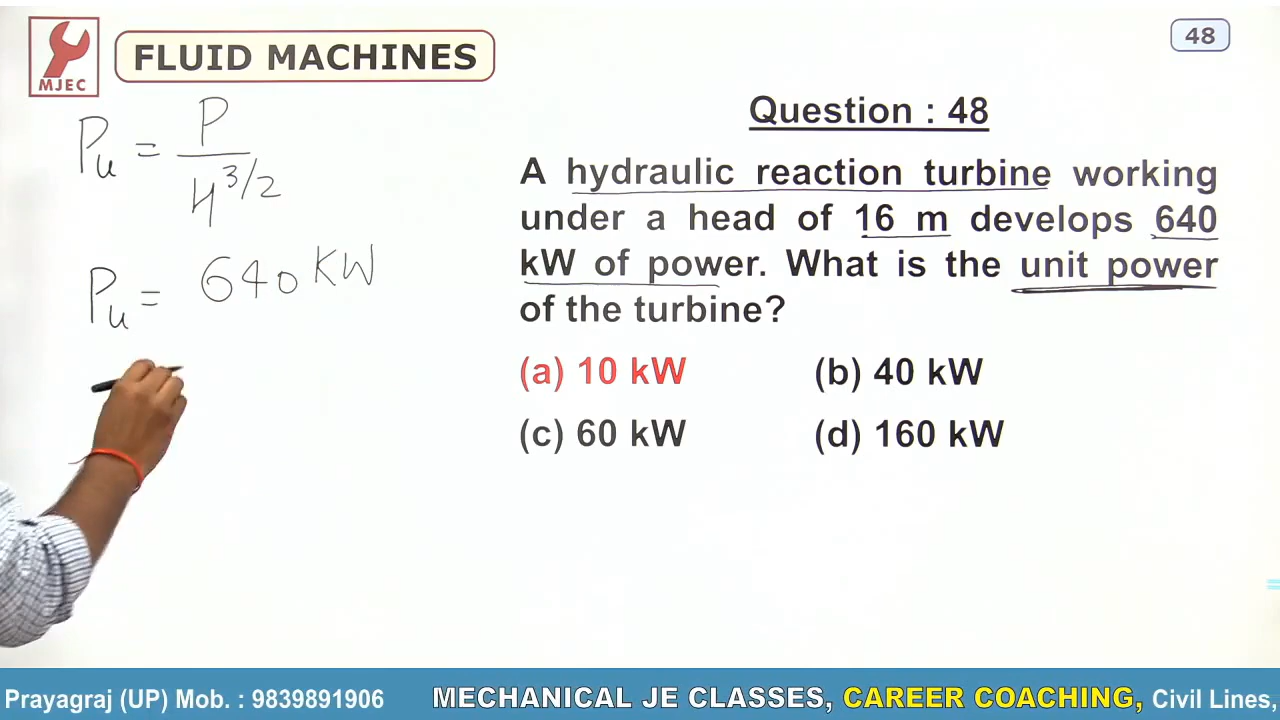 MJEC
FLUID MACHINES
48
Pu = P / H^3/2
Pu = 640 KW
Question : 48
A hydraulic reaction turbine working
under a head of 16 m develops 640
kW of power. What is the unit power
of the turbine?
(a) 10 kW (b) 40 kW
(c) 60 kW (d) 160 kW
Prayagraj (UP) Mob. : 9839891906 MECHANICAL JE CLASSES, CAREER COACHING, Civil Lines,